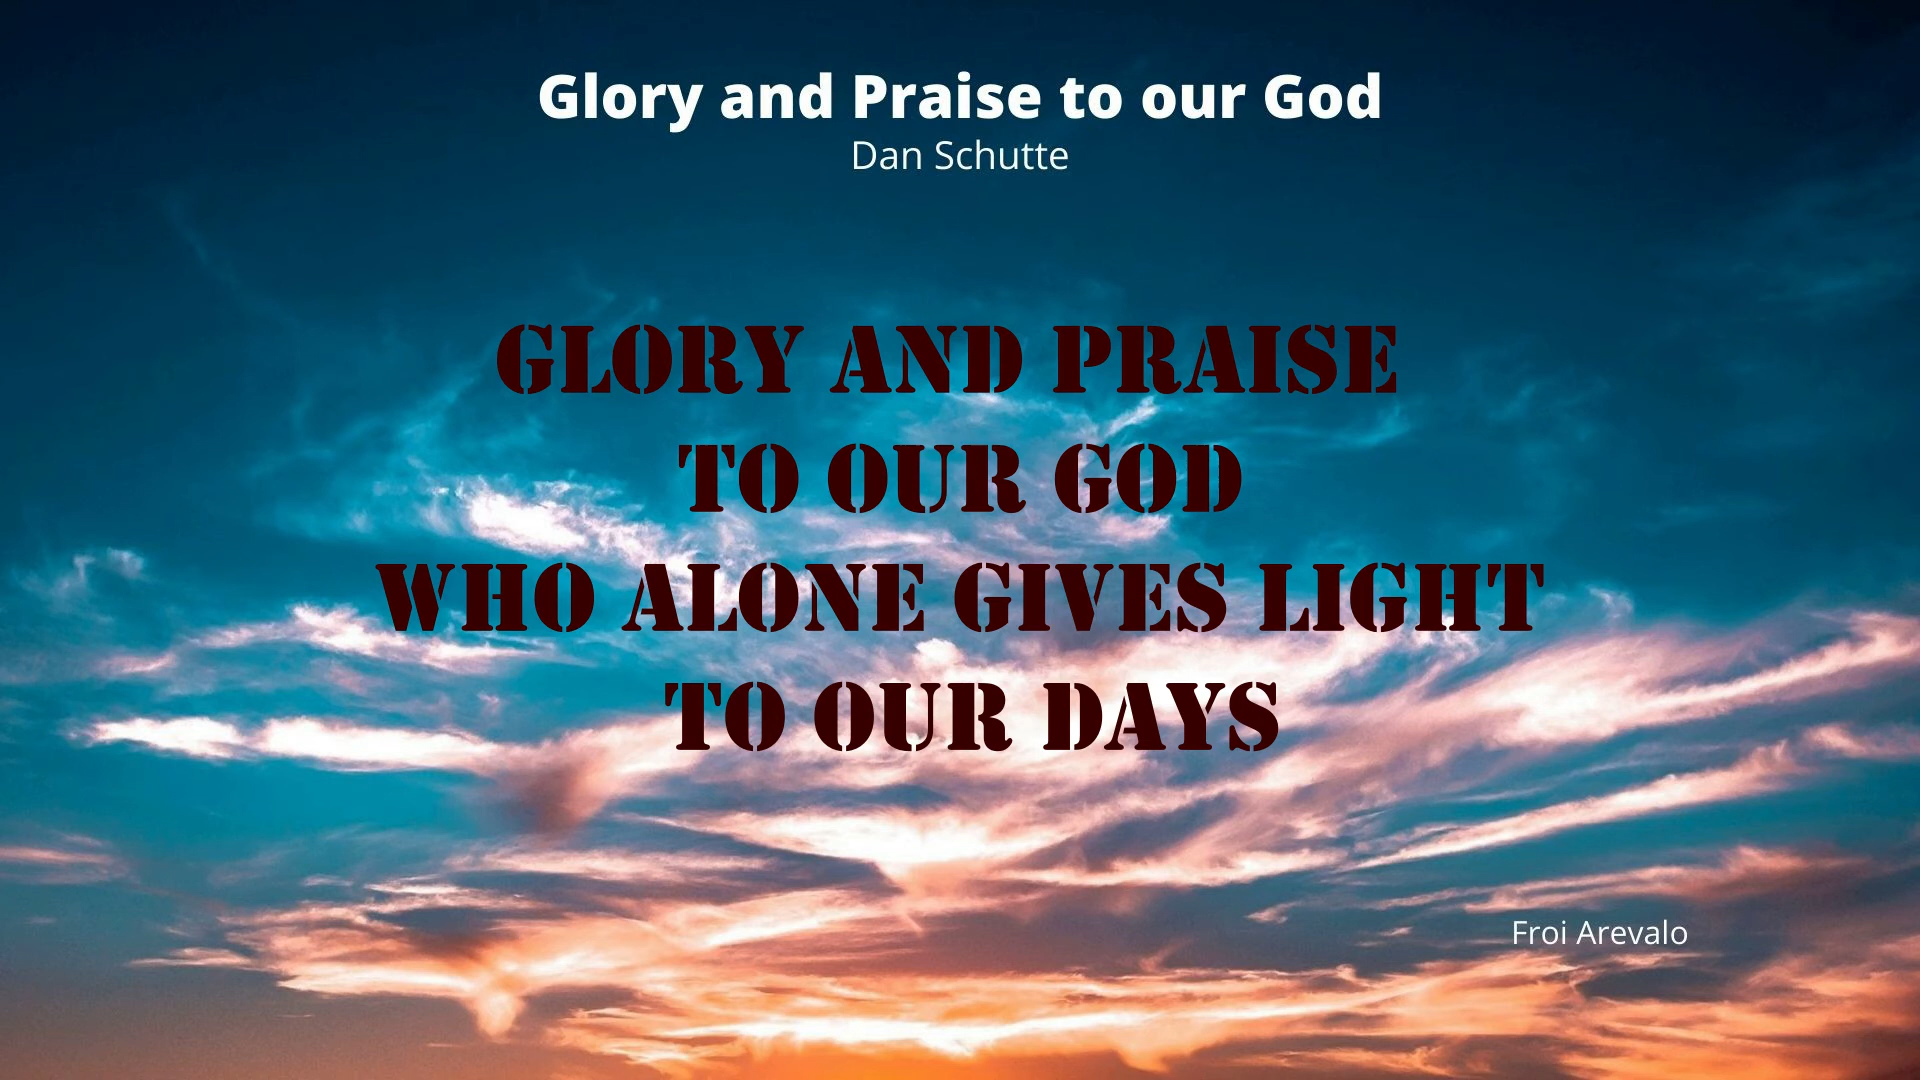 Glory and Praise to our God
Dan Schutte
GLORY AND PRAISE
TO OUR GOD
WHO ALONE GIVES LIGHT
TO OUR DAYS
Froi Arevalo